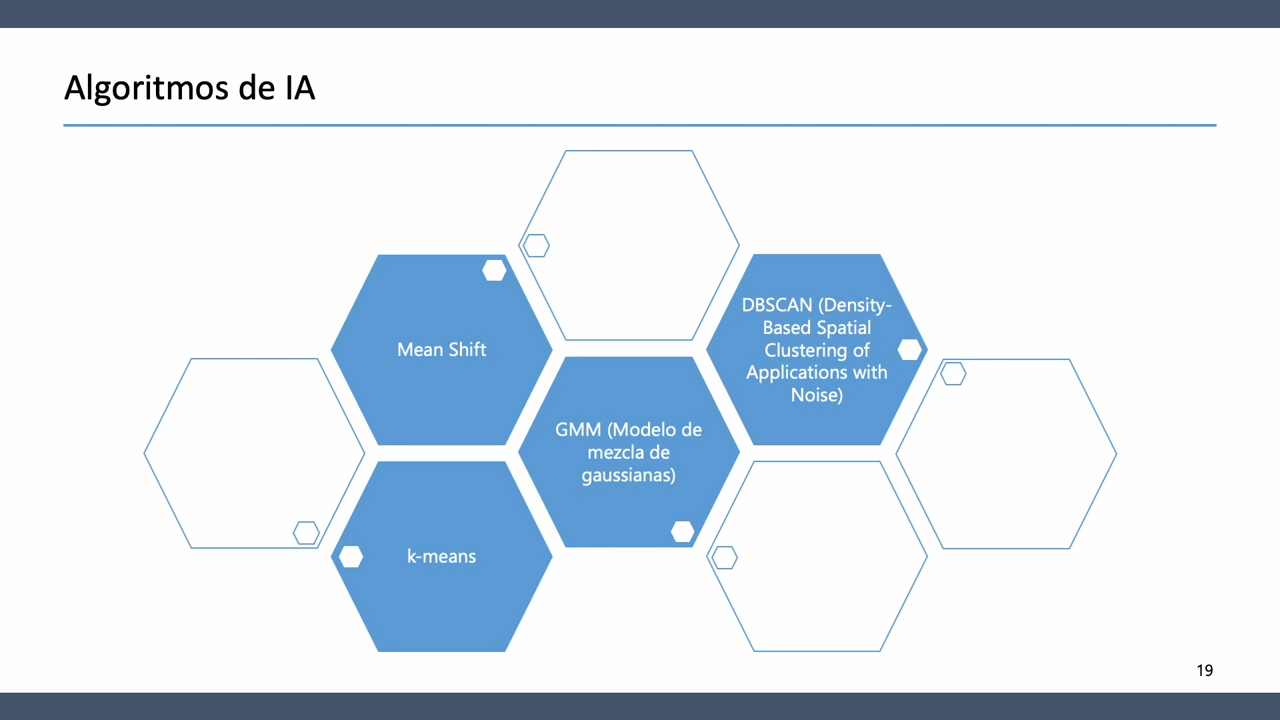 Algoritmos de IA
Mean Shift
DBSCAN (Density-
Based Spatial
Clustering of
Applications with
Noise)
GMM (Modelo de
mezcla de
gaussianas)
k-means
19